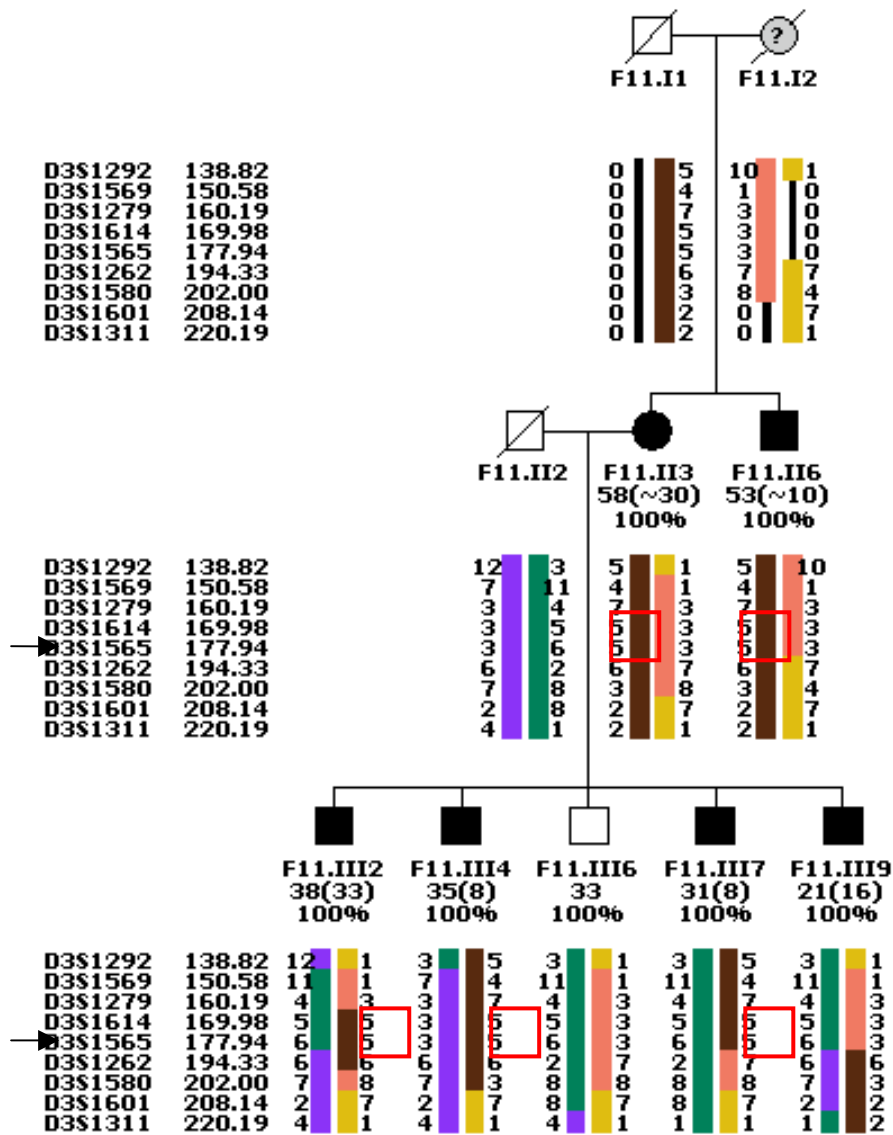 ?
F11.I1 F11.I2
D3S1292 138.82 0 5 10 1
D3S1569 150.58 0 4 1 0
D3S1279 160.19 0 7 3 0
D3S1614 169.98 0 5 3 0
D3S1565 177.94 0 5 3 0
D3S1262 194.33 0 6 7 7
D3S1580 202.00 0 3 8 4
D3S1601 208.14 0 2 0 7
D3S1311 220.19 0 2 0 1
F11.II2 F11.II3 F11.II6
58(~30) 53(~10)
100% 100%
D3S1292 138.82 12 3 5 1 5 10
D3S1569 150.58 7 11 4 1 4 1
D3S1279 160.19 3 4 7 3 7 3
D3S1614 169.98 3 5 5 3 5 3
D3S1565 177.94 3 6 5 3 5 3
D3S1262 194.33 6 2 6 7 6 7
D3S1580 202.00 7 8 3 8 3 4
D3S1601 208.14 2 8 2 7 2 7
D3S1311 220.19 4 1 2 1 2 1
F11.III2 F11.III4 F11.III6 F11.III7 F11.III9
38(33) 35(8) 33 31(8) 21(16)
100% 100% 100% 100% 100%
D3S1292 138.82 12 1 3 5 3 1 3 5 3 1
D3S1569 150.58 11 1 7 4 11 1 11 4 11 1
D3S1279 160.19 4 3 3 7 4 3 4 7 4 3
D3S1614 169.98 5 5 3 5 5 3 5 5 5 3
D3S1565 177.94 6 5 3 5 6 3 6 5 6 3
D3S1262 194.33 6 6 6 6 2 7 2 7 6 6
D3S1580 202.00 7 8 7 3 8 8 8 8 7 3
D3S1601 208.14 2 7 2 7 8 7 8 7 2 2
D3S1311 220.19 4 1 4 1 4 1 1 1 1 2